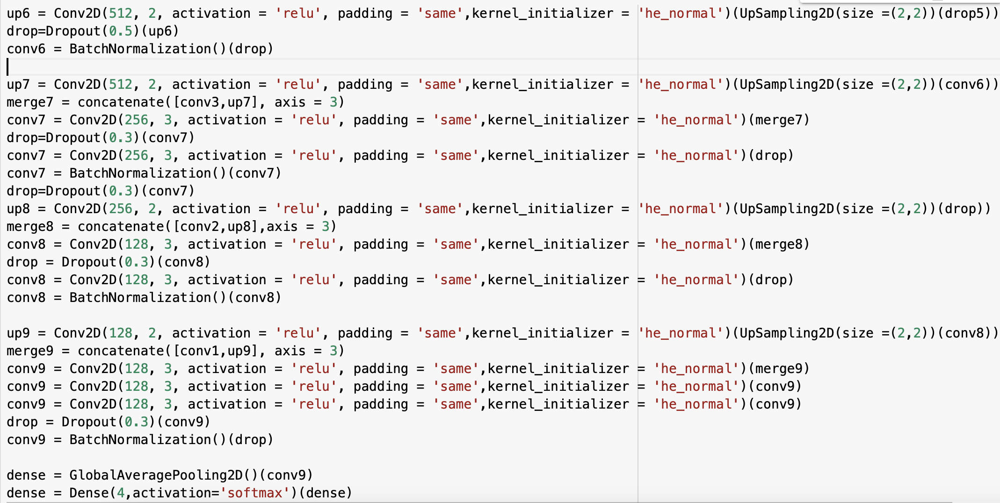 up6 = Conv2D(512, 2, activation = 'relu', padding = 'same',kernel_initializer = 'he_normal')(UpSampling2D(size =(2,2))(drop5))
drop=Dropout(0.5)(up6)
conv6 = BatchNormalization()(drop)
up7 = Conv2D(512, 2, activation = 'relu', padding = 'same',kernel_initializer = 'he_normal')(UpSampling2D(size =(2,2))(conv6))
merge7 = concatenate([conv3,up7], axis = 3)
conv7 = Conv2D(256, 3, activation = 'relu', padding = 'same',kernel_initializer = 'he_normal')(merge7)
drop=Dropout(0.3)(conv7)
conv7 = Conv2D(256, 3, activation = 'relu', padding = 'same',kernel_initializer = 'he_normal')(drop)
conv7 = BatchNormalization()(conv7)
drop=Dropout(0.3)(conv7)
up8 = Conv2D(256, 2, activation = 'relu', padding = 'same',kernel_initializer = 'he_normal')(UpSampling2D(size =(2,2))(drop))
merge8 = concatenate([conv2,up8],axis = 3)
conv8 = Conv2D(128, 3, activation = 'relu', padding = 'same',kernel_initializer = 'he_normal')(merge8)
drop = Dropout(0.3)(conv8)
conv8 = Conv2D(128, 3, activation = 'relu', padding = 'same',kernel_initializer = 'he_normal')(drop)
conv8 = BatchNormalization()(conv8)
up9 = Conv2D(128, 2, activation = 'relu', padding = 'same',kernel_initializer = 'he_normal')(UpSampling2D(size =(2,2))(conv8))
merge9 = concatenate([conv1,up9], axis = 3)
conv9 = Conv2D(128, 3, activation = 'relu', padding = 'same',kernel_initializer = 'he_normal')(merge9)
conv9 = Conv2D(128, 3, activation = 'relu', padding = 'same',kernel_initializer = 'he_normal')(conv9)
conv9 = Conv2D(128, 3, activation = 'relu', padding = 'same',kernel_initializer = 'he_normal')(conv9)
drop = Dropout(0.3)(conv9)
conv9 = BatchNormalization()(drop)
dense = GlobalAveragePooling2D()(conv9)
dense = Dense(4,activation='softmax')(dense)